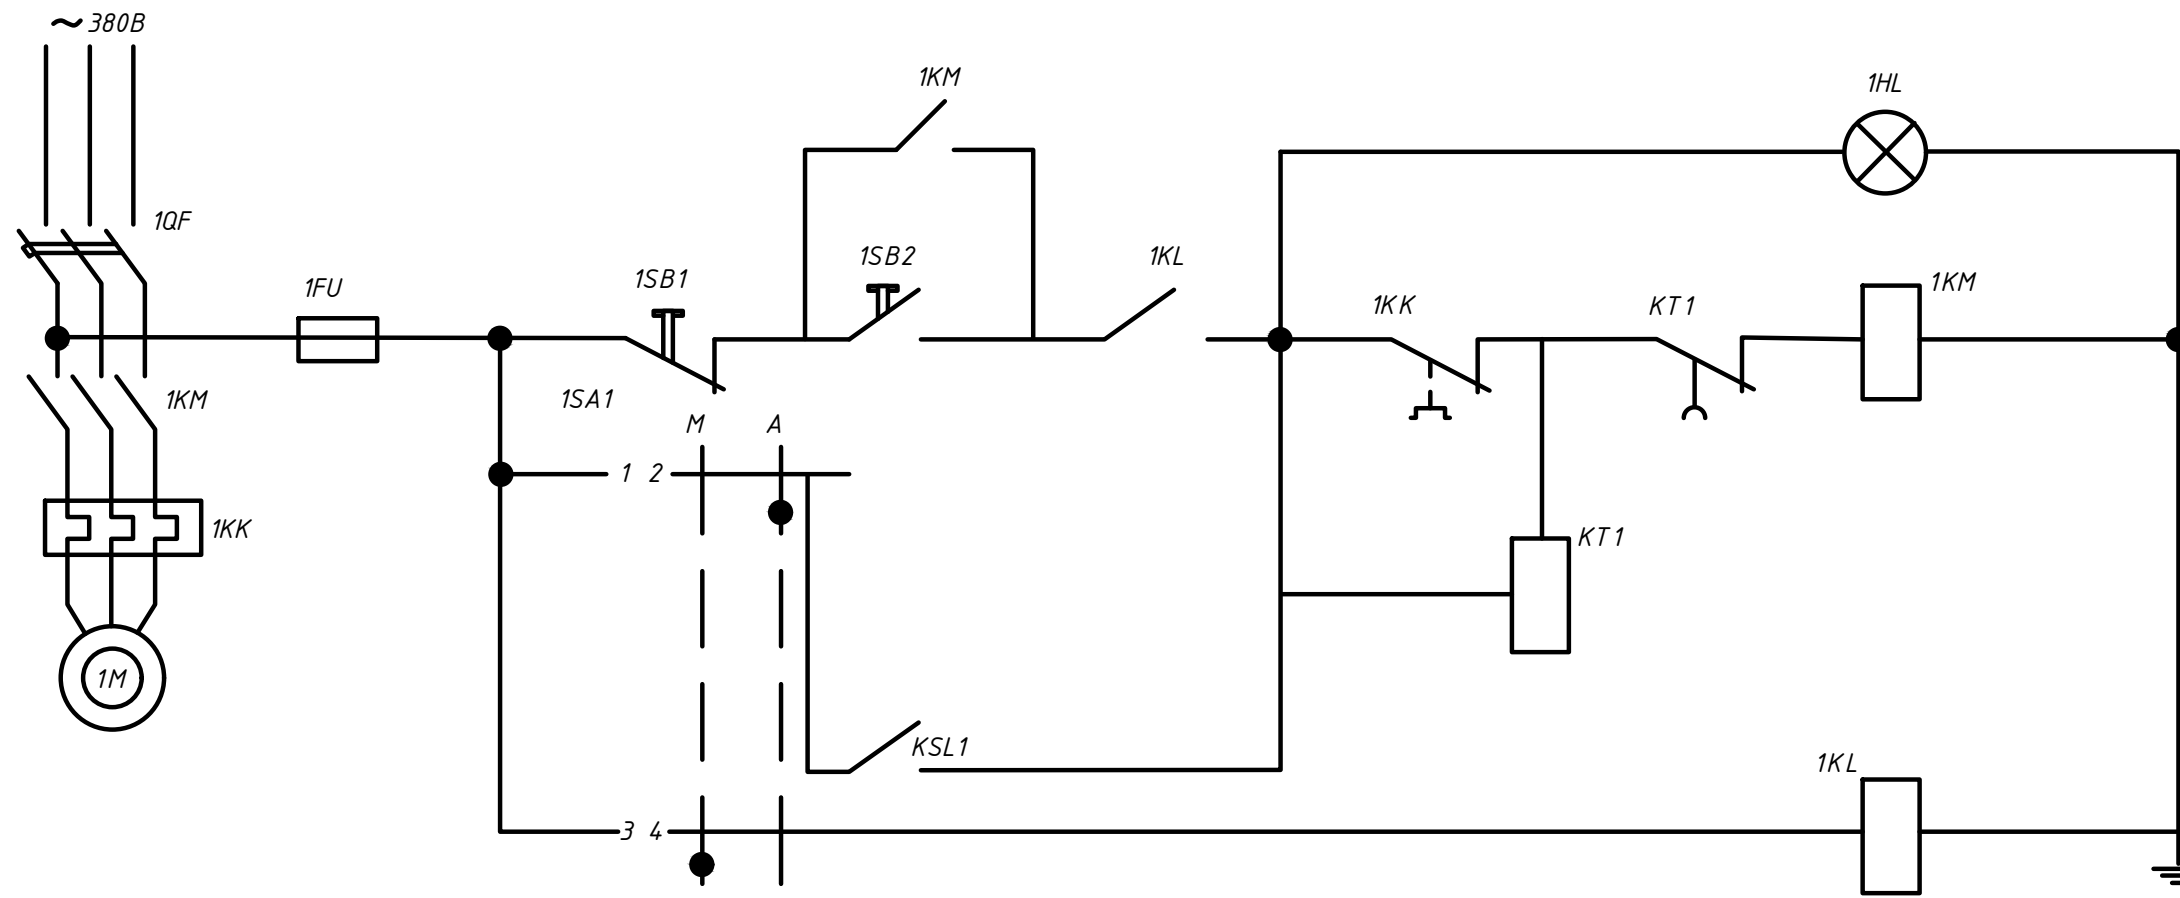 ~380В
1KM
1HL
1QF
1SB2
1KL
1FU
1SB1
1KK
KT1
1KM
1KM
1SA1
M A
1 2
1KK
KT1
1M
KSL1
1KL
3 4